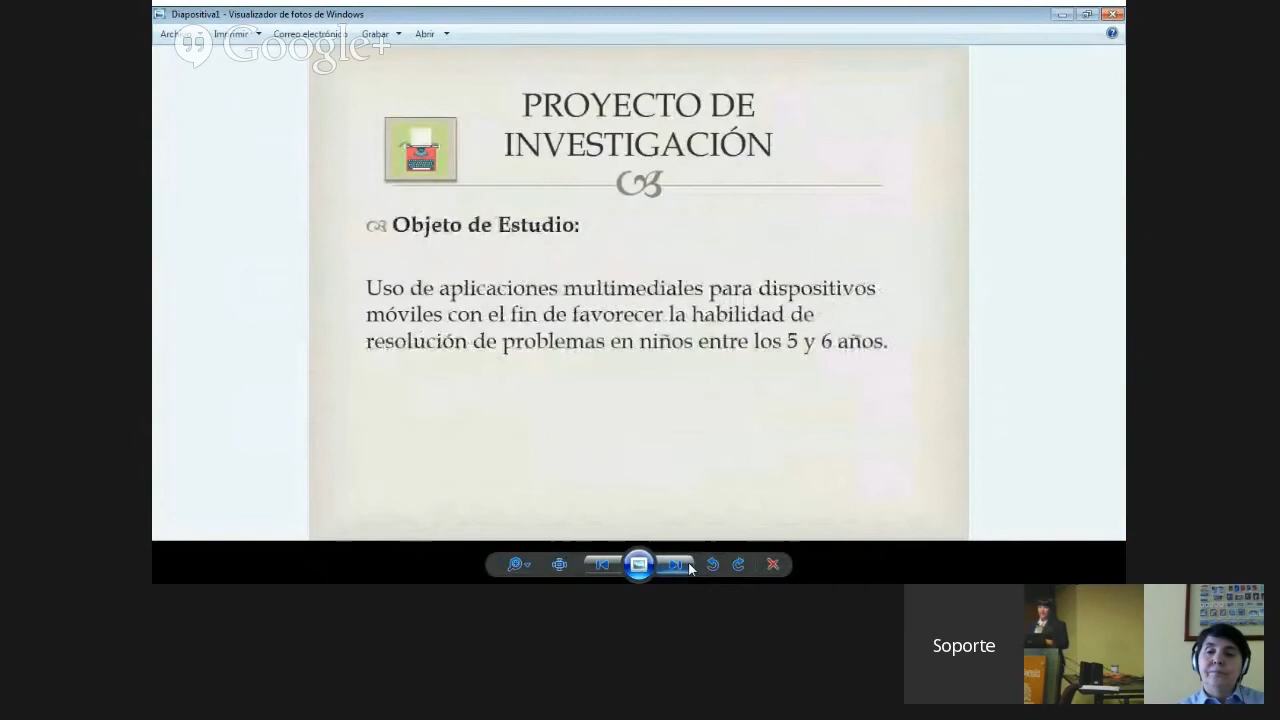 Diapositiva1 - Visualizador de fotos de Windows
Imprimir Correo electrónico Grabar Abrir
Google+
PROYECTO DE
INVESTIGACIÓN
Objeto de Estudio:
Uso de aplicaciones multimediales para dispositivos
móviles con el fin de favorecer la habilidad de
resolución de problemas en niños entre los 5 y 6 años.
Soporte